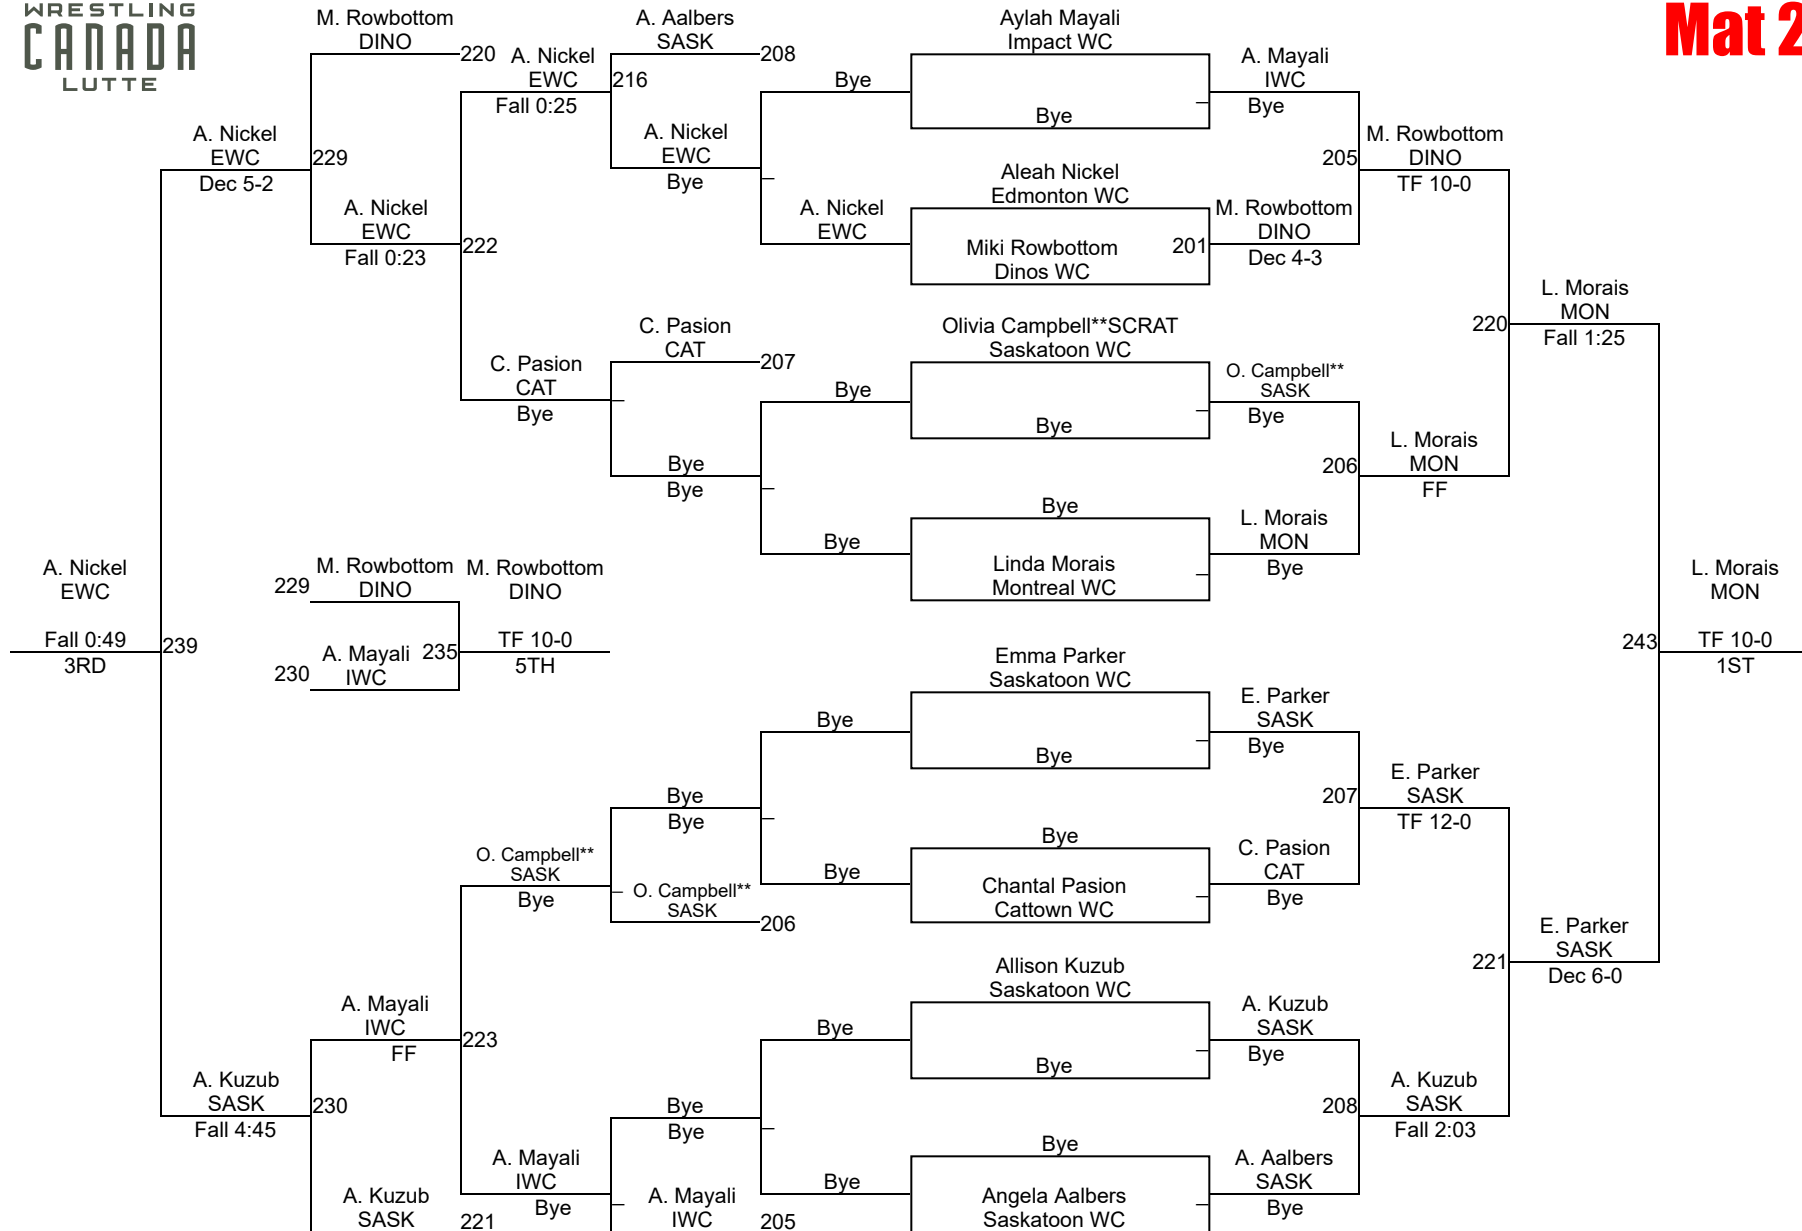 WRESTLING
CANADA
LUTTE
Mat 2
M. Rowbottom
DINO
220
A. Nickel
EWC
Fall 0:25
216
A. Aalbers
SASK
208
A. Nickel
EWC
Bye
Bye
Aylah Mayali
Impact WC
Bye
A. Mayali
IWC
Bye
A. Nickel
EWC
Dec 5-2
229
A. Nickel
EWC
Fall 0:23
222
A. Nickel
EWC
Aleah Nickel
Edmonton WC
Miki Rowbottom
Dinos WC
201
M. Rowbottom
DINO
Dec 4-3
205
M. Rowbottom
DINO
TF 10-0
C. Pasion
CAT
Bye
C. Pasion
CAT
207
Bye
Olivia Campbell**SCRAT
Saskatoon WC
Bye
O. Campbell**
SASK
Bye
220
L. Morais
MON
Fall 1:25
Bye
Bye
Bye
Bye
Linda Morais
Montreal WC
L. Morais
MON
Bye
206
L. Morais
MON
FF
A. Nickel
EWC
Fall 0:49
3RD
239
229
M. Rowbottom
DINO
230
A. Mayali
IWC
235
M. Rowbottom
DINO
TF 10-0
5TH
243
L. Morais
MON
TF 10-0
1ST
Bye
Emma Parker
Saskatoon WC
Bye
E. Parker
SASK
Bye
Bye
Bye
207
E. Parker
SASK
TF 12-0
O. Campbell**
SASK
Bye
O. Campbell**
SASK
206
Bye
Bye
Chantal Pasion
Cattown WC
C. Pasion
CAT
Bye
221
E. Parker
SASK
Dec 6-0
A. Mayali
IWC
FF
223
Bye
Allison Kuzub
Saskatoon WC
Bye
A. Kuzub
SASK
Bye
A. Kuzub
SASK
Fall 4:45
230
Bye
Bye
208
A. Kuzub
SASK
Fall 2:03
A. Kuzub
SASK
221
A. Mayali
IWC
Bye
A. Mayali
IWC
205
Bye
Bye
Angela Aalbers
Saskatoon WC
A. Aalbers
SASK
Bye